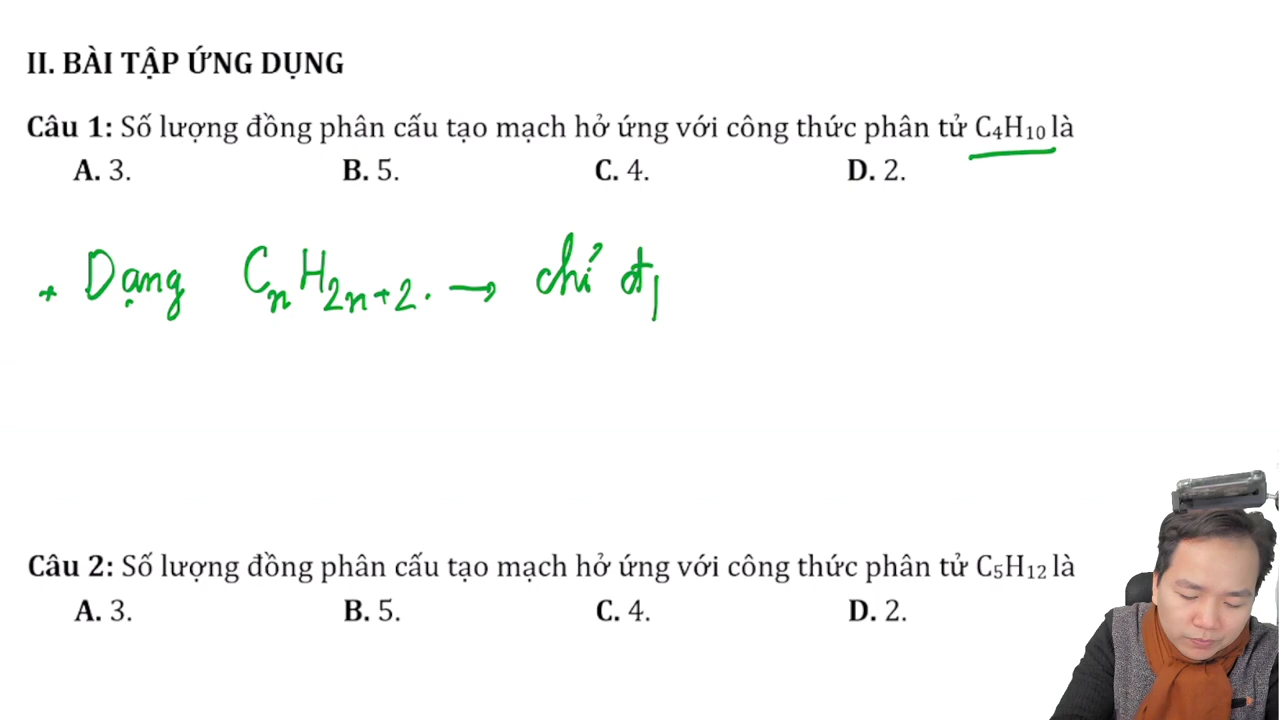 II. BÀI TẬP ỨNG DỤNG
Câu 1: Số lượng đồng phân cấu tạo mạch hở ứng với công thức phân tử C₄H₁₀ là
A. 3. B. 5. C. 4. D. 2.
+ Dạng CₙH₂ₙ₊₂. → chỉ
Câu 2: Số lượng đồng phân cấu tạo mạch hở ứng với công thức phân tử C₅H₁₂ là
A. 3. B. 5. C. 4. D. 2.